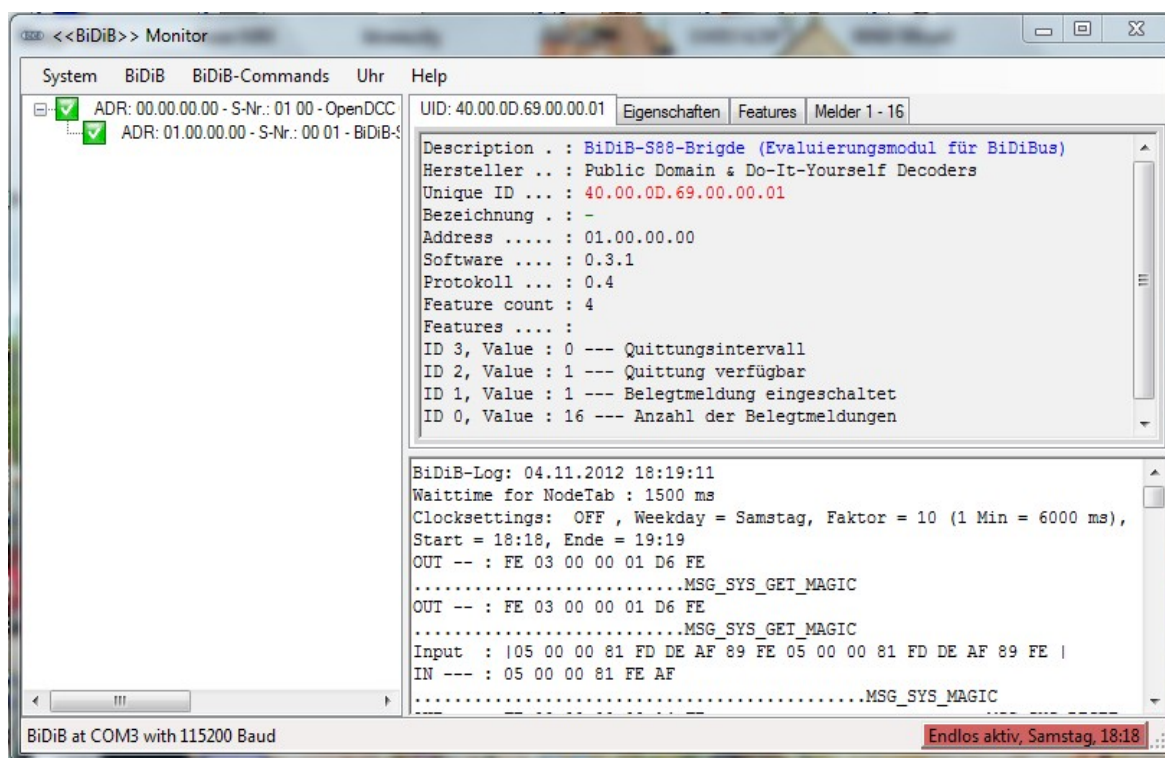 <<BiDiB>> Monitor
System BiDiB BiDiB-Commands Uhr Help
ADR: 00.00.00.00 - S-Nr.: 01 00 - OpenDCC
ADR: 01.00.00.00 - S-Nr.: 00 01 - BiDiB-S
UID: 40.00.0D.69.00.00.01 Eigenschaften Features Melder 1 - 16
Description . : BiDiB-S88-Brigde (Evaluierungsmodul für BiDiBus)
Hersteller .. : Public Domain & Do-It-Yourself Decoders
Unique ID ... : 40.00.0D.69.00.00.01
Bezeichnung . : -
Address ..... : 01.00.00.00
Software .... : 0.3.1
Protokoll ... : 0.4
Feature count : 4
Features .... :
ID 3, Value : 0 --- Quittungsintervall
ID 2, Value : 1 --- Quittung verfügbar
ID 1, Value : 1 --- Belegtmeldung eingeschaltet
ID 0, Value : 16 --- Anzahl der Belegtmeldungen
BiDiB-Log: 04.11.2012 18:19:11
Waittime for NodeTab : 1500 ms
Clocksettings: OFF , Weekday = Samstag, Faktor = 10 (1 Min = 6000 ms),
Start = 18:18, Ende = 19:19
OUT -- : FE 03 00 00 01 D6 FE
...........................MSG_SYS_GET_MAGIC
OUT -- : FE 03 00 00 01 D6 FE
...........................MSG_SYS_GET_MAGIC
Input : |05 00 00 81 FD DE AF 89 FE 05 00 00 81 FD DE AF 89 FE |
IN --- : 05 00 00 81 FE AF
.............................................MSG_SYS_MAGIC
BiDiB at COM3 with 115200 Baud
Endlos aktiv, Samstag, 18:18